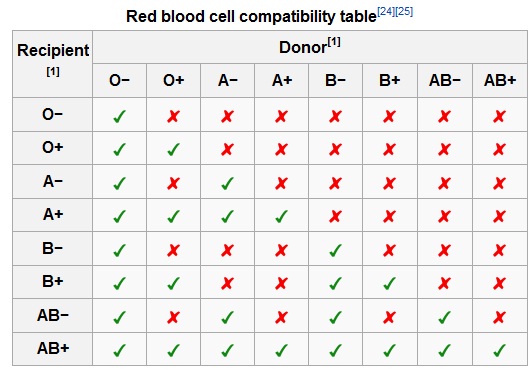 Red blood cell compatibility table[24][25]
Recipient Donor[1]
[1]
O− O+ A− A+ B− B+ AB− AB+
O− ✓ ✘ ✘ ✘ ✘ ✘ ✘ ✘
O+ ✓ ✓ ✘ ✘ ✘ ✘ ✘ ✘
A− ✓ ✘ ✓ ✘ ✘ ✘ ✘ ✘
A+ ✓ ✓ ✓ ✓ ✘ ✘ ✘ ✘
B− ✓ ✘ ✘ ✘ ✓ ✘ ✘ ✘
B+ ✓ ✓ ✘ ✘ ✓ ✓ ✘ ✘
AB− ✓ ✘ ✓ ✘ ✓ ✘ ✓ ✘
AB+ ✓ ✓ ✓ ✓ ✓ ✓ ✓ ✓